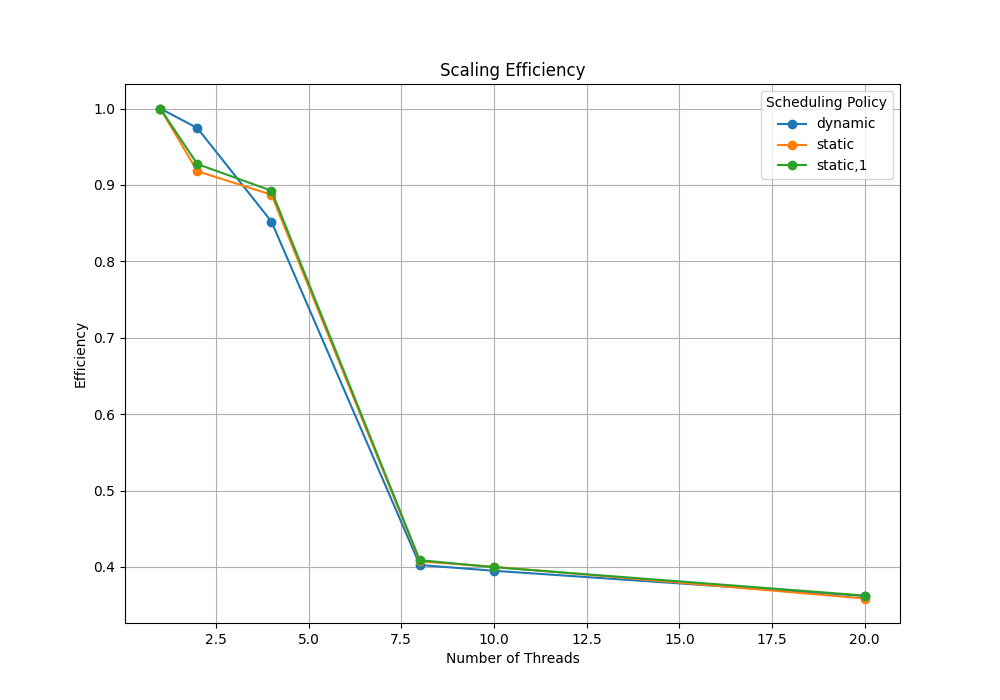 Scaling Efficiency
Scheduling Policy
dynamic
static
static,1
1.0
0.9
0.8
0.7
0.6
0.5
0.4
Efficiency
2.5 5.0 7.5 10.0 12.5 15.0 17.5 20.0
Number of Threads